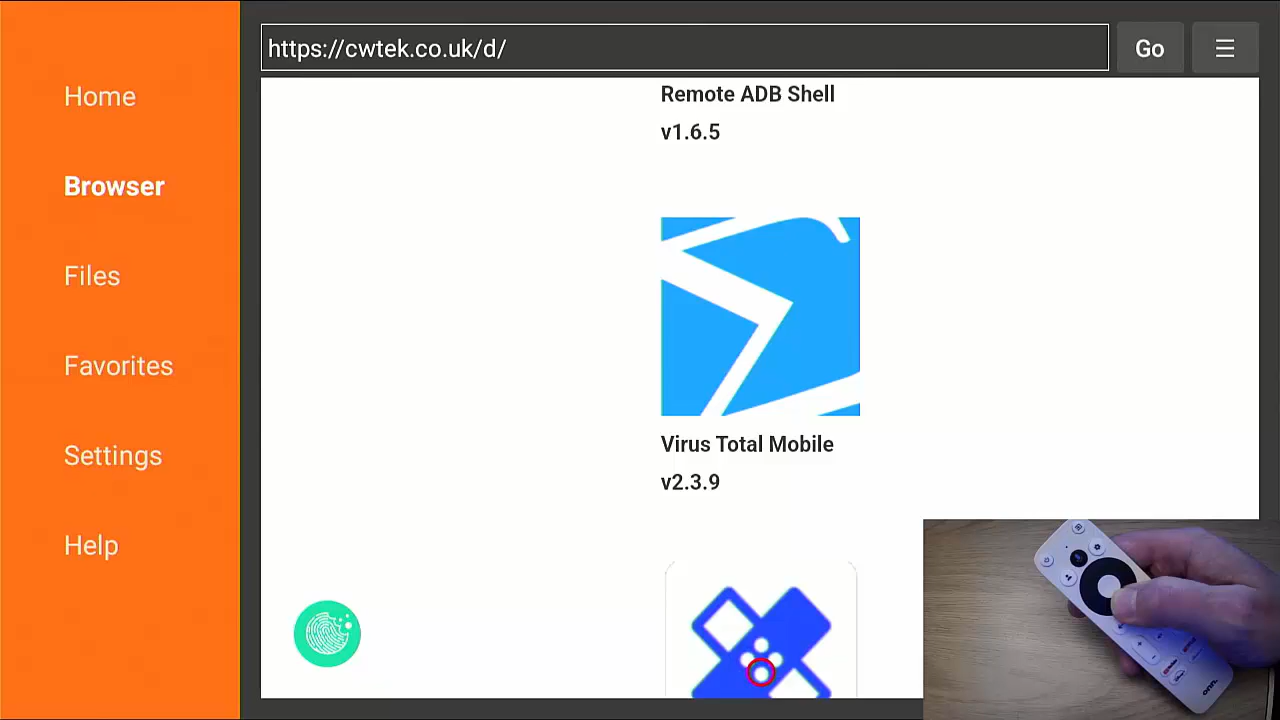 https://cwtek.co.uk/d/
Go
Home
Browser
Files
Favorites
Settings
Help
Remote ADB Shell
v1.6.5
Virus Total Mobile
v2.3.9
onn.